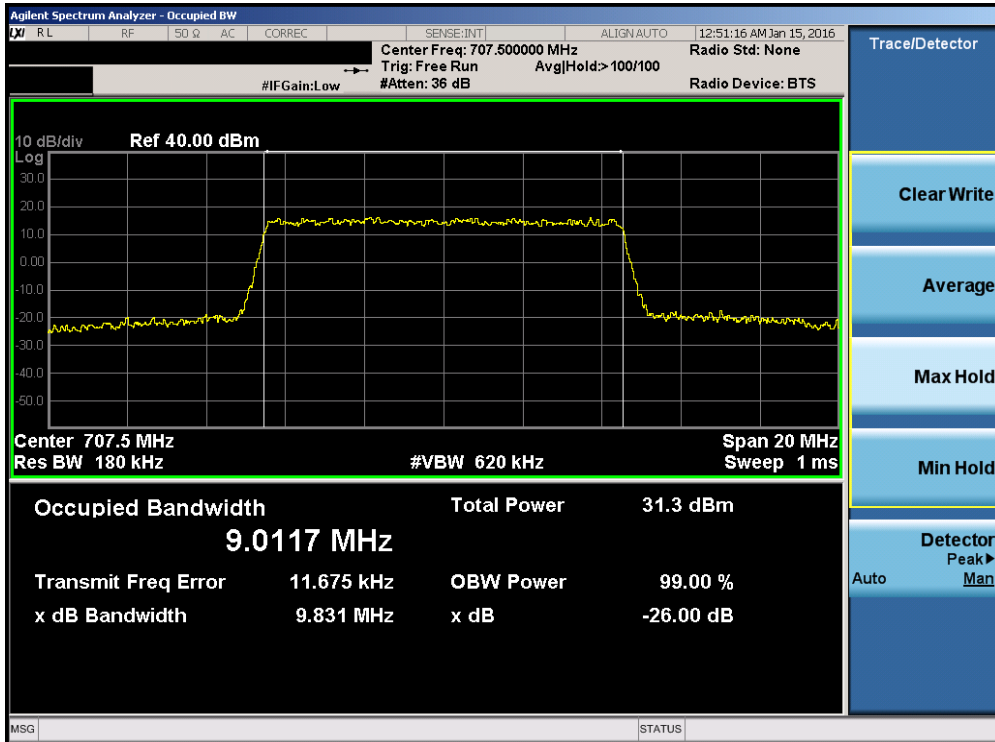 Agilent Spectrum Analyzer - Occupied BW
LXI RL RF 50 Ω AC CORREC SENSE:INT ALIGN AUTO 12:51:16 AM Jan 15, 2016
Center Freq: 707.500000 MHz Radio Std: None
Trig: Free Run Avg|Hold:> 100/100
#IFGain:Low #Atten: 36 dB Radio Device: BTS
10 dB/div Ref 40.00 dBm
Log
30.0
20.0
10.0
0.00
-10.0
-20.0
-30.0
-40.0
-50.0
Center 707.5 MHz Span 20 MHz
Res BW 180 kHz #VBW 620 kHz Sweep 1 ms
Occupied Bandwidth Total Power 31.3 dBm
9.0117 MHz
Transmit Freq Error 11.675 kHz OBW Power 99.00 %
x dB Bandwidth 9.831 MHz x dB -26.00 dB
MSG STATUS
Trace/Detector
Clear Write
Average
Max Hold
Min Hold
Detector
Peak▶
Auto Man